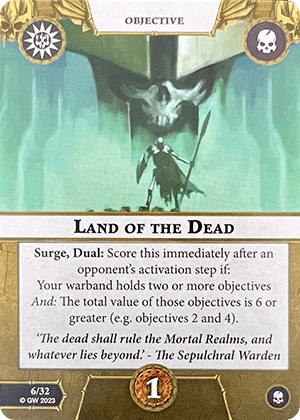 OBJECTIVE
LAND OF THE DEAD
Surge, Dual: Score this immediately after an
opponent's activation step if:
Your warband holds two or more objectives
And: The total value of those objectives is 6 or
greater (e.g. objectives 2 and 4).
'The dead shall rule the Mortal Realms, and
whatever lies beyond.' - The Sepulchral Warden
6/32
© GW 2023
1